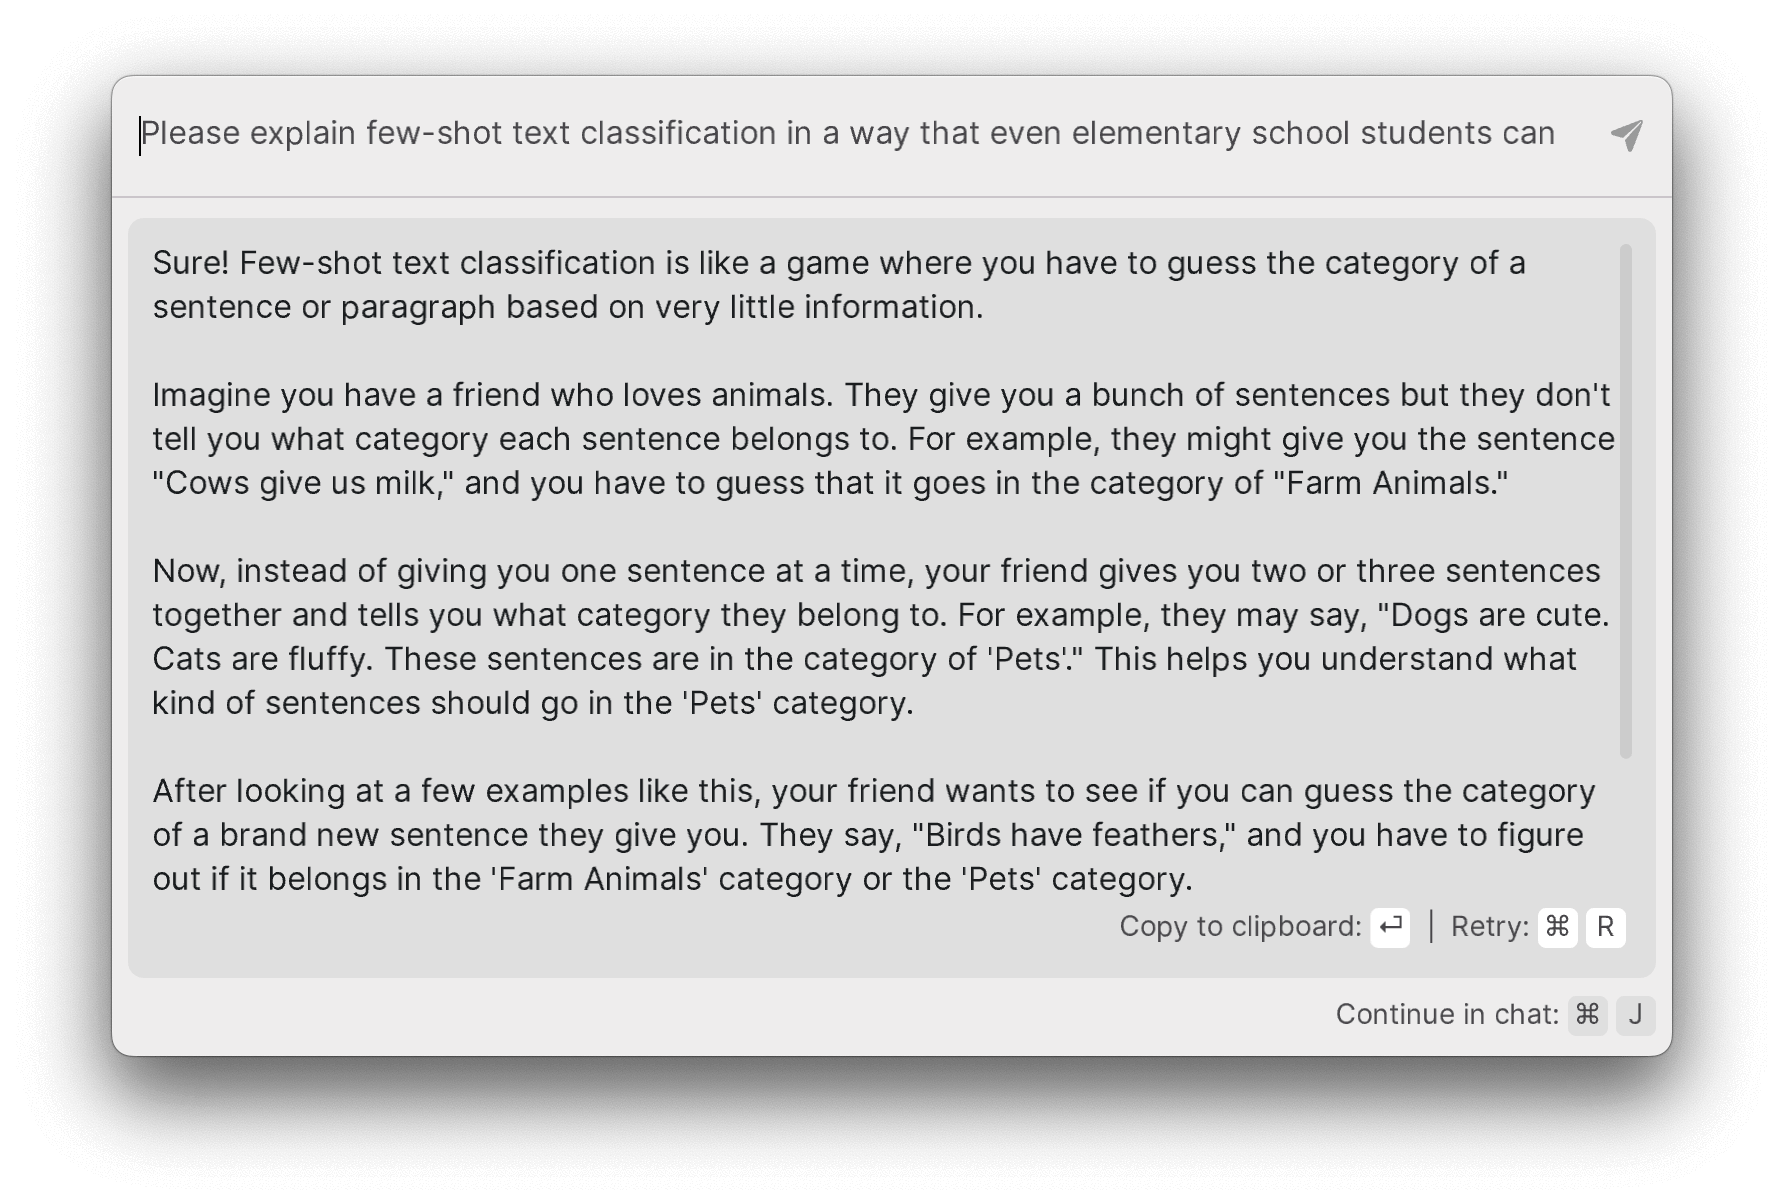 Please explain few-shot text classification in a way that even elementary school students can
Sure! Few-shot text classification is like a game where you have to guess the category of a
sentence or paragraph based on very little information.
Imagine you have a friend who loves animals. They give you a bunch of sentences but they don't
tell you what category each sentence belongs to. For example, they might give you the sentence
"Cows give us milk," and you have to guess that it goes in the category of "Farm Animals."
Now, instead of giving you one sentence at a time, your friend gives you two or three sentences
together and tells you what category they belong to. For example, they may say, "Dogs are cute.
Cats are fluffy. These sentences are in the category of 'Pets'." This helps you understand what
kind of sentences should go in the 'Pets' category.
After looking at a few examples like this, your friend wants to see if you can guess the category
of a brand new sentence they give you. They say, "Birds have feathers," and you have to figure
out if it belongs in the 'Farm Animals' category or the 'Pets' category.
Copy to clipboard: ↵ | Retry: ⌘ R
Continue in chat: ⌘ J